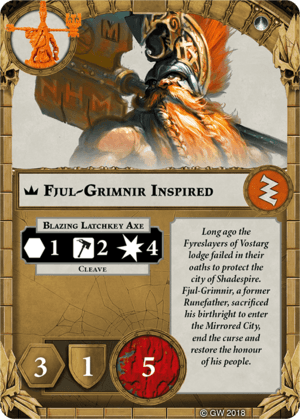 Fjul-Grimnir Inspired
Blazing Latchkey Axe
1 2 4
Cleave
Long ago the
Fyreslayers of Vostarg
lodge failed in their
oaths to protect the
city of Shadespire.
Fjul-Grimnir, a former
Runefather, sacrificed
his birthright to enter
the Mirrored City,
end the curse and
restore the honour
of his people.
3 1 5
© GW 2018